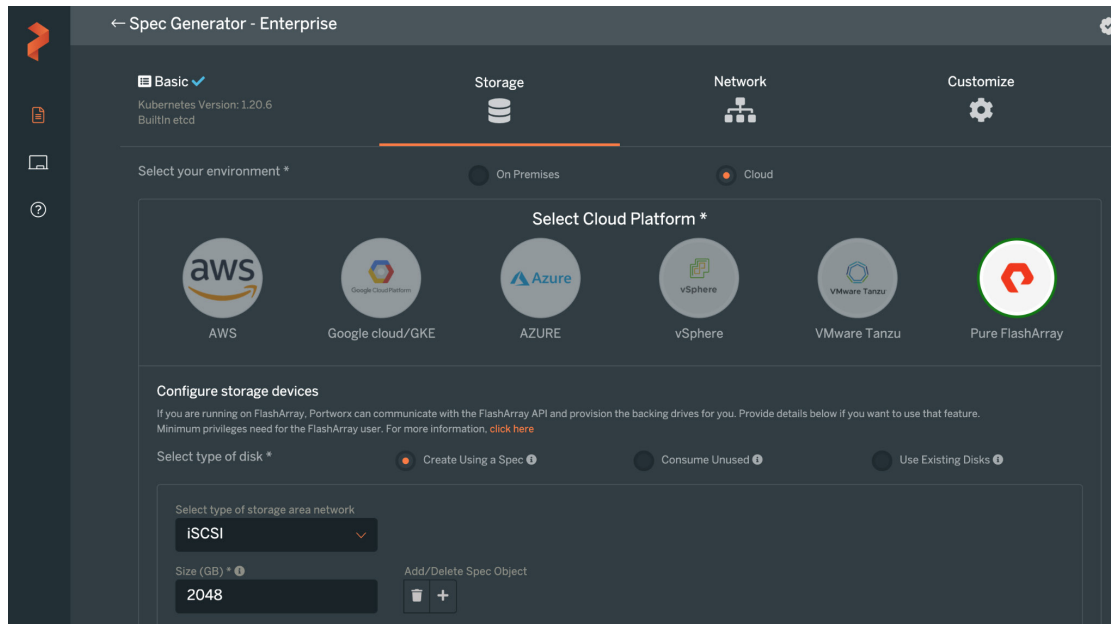 ← Spec Generator - Enterprise
Basic
Storage
Network
Customize
Kubernetes Version: 1.20.6
BuiltIn etcd
Select your environment *
On Premises
Cloud
Select Cloud Platform *
aws
Google Cloud Platform
Azure
vSphere
VMware Tanzu
AWS
Google cloud/GKE
AZURE
vSphere
VMware Tanzu
Pure FlashArray
Configure storage devices
If you are running on FlashArray, Portworx can communicate with the FlashArray API and provision the backing drives for you. Provide details below if you want to use that feature.
Minimum privileges need for the FlashArray user. For more information, click here
Select type of disk *
Create Using a Spec
Consume Unused
Use Existing Disks
Select type of storage area network
iSCSI
Size (GB) *
Add/Delete Spec Object
2048